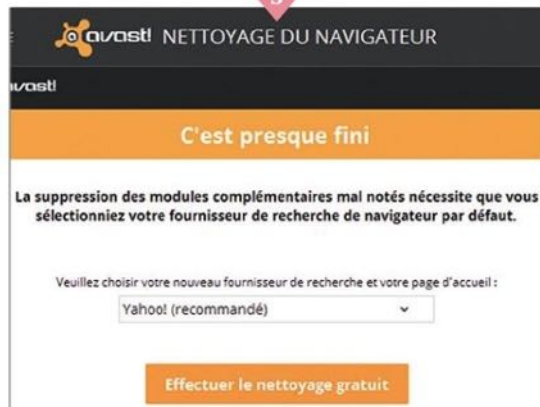 avast! NETTOYAGE DU NAVIGATEUR
avast!
C'est presque fini
La suppression des modules complémentaires mal notés nécessite que vous
sélectionniez votre fournisseur de recherche de navigateur par défaut.
Veuillez choisir votre nouveau fournisseur de recherche et votre page d'accueil :
Yahoo! (recommandé)
Effectuer le nettoyage gratuit